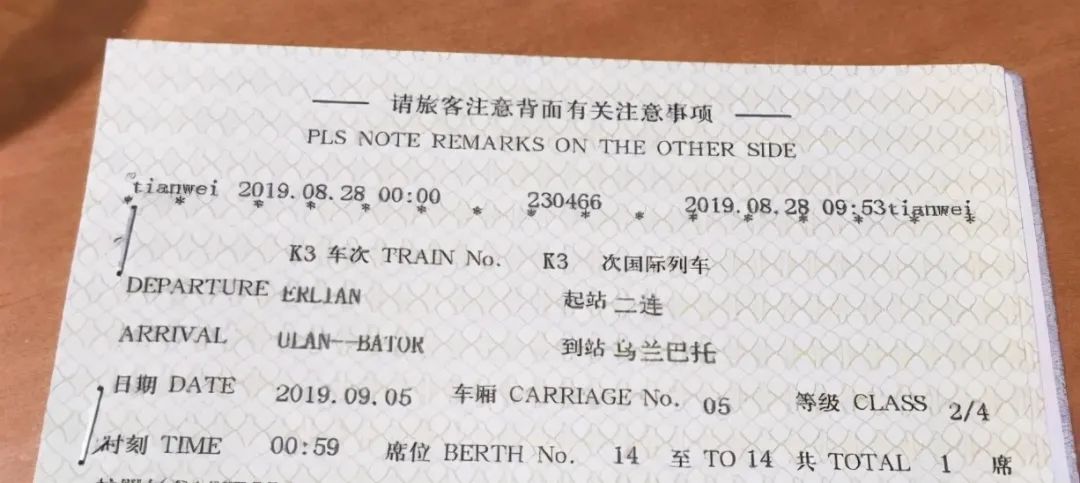 请旅客注意背面有关注意事项
PLS NOTE REMARKS ON THE OTHER SIDE
tianwei 2019.08.28 00:00 230466 2019.08.28 09:53tianwei
* * * * * * * * * * * * * * *
K3 车次 TRAIN No. K3 次国际列车
DEPARTURE ERLIAN 起站 二连
ARRIVAL ULAN--BATOR 到站 乌兰巴托
日期 DATE 2019.09.05 车厢 CARRIAGE No. 05 等级 CLASS 2/4
时刻 TIME 00:59 席位 BERTH No. 14 至 TO 14 共 TOTAL 1 席